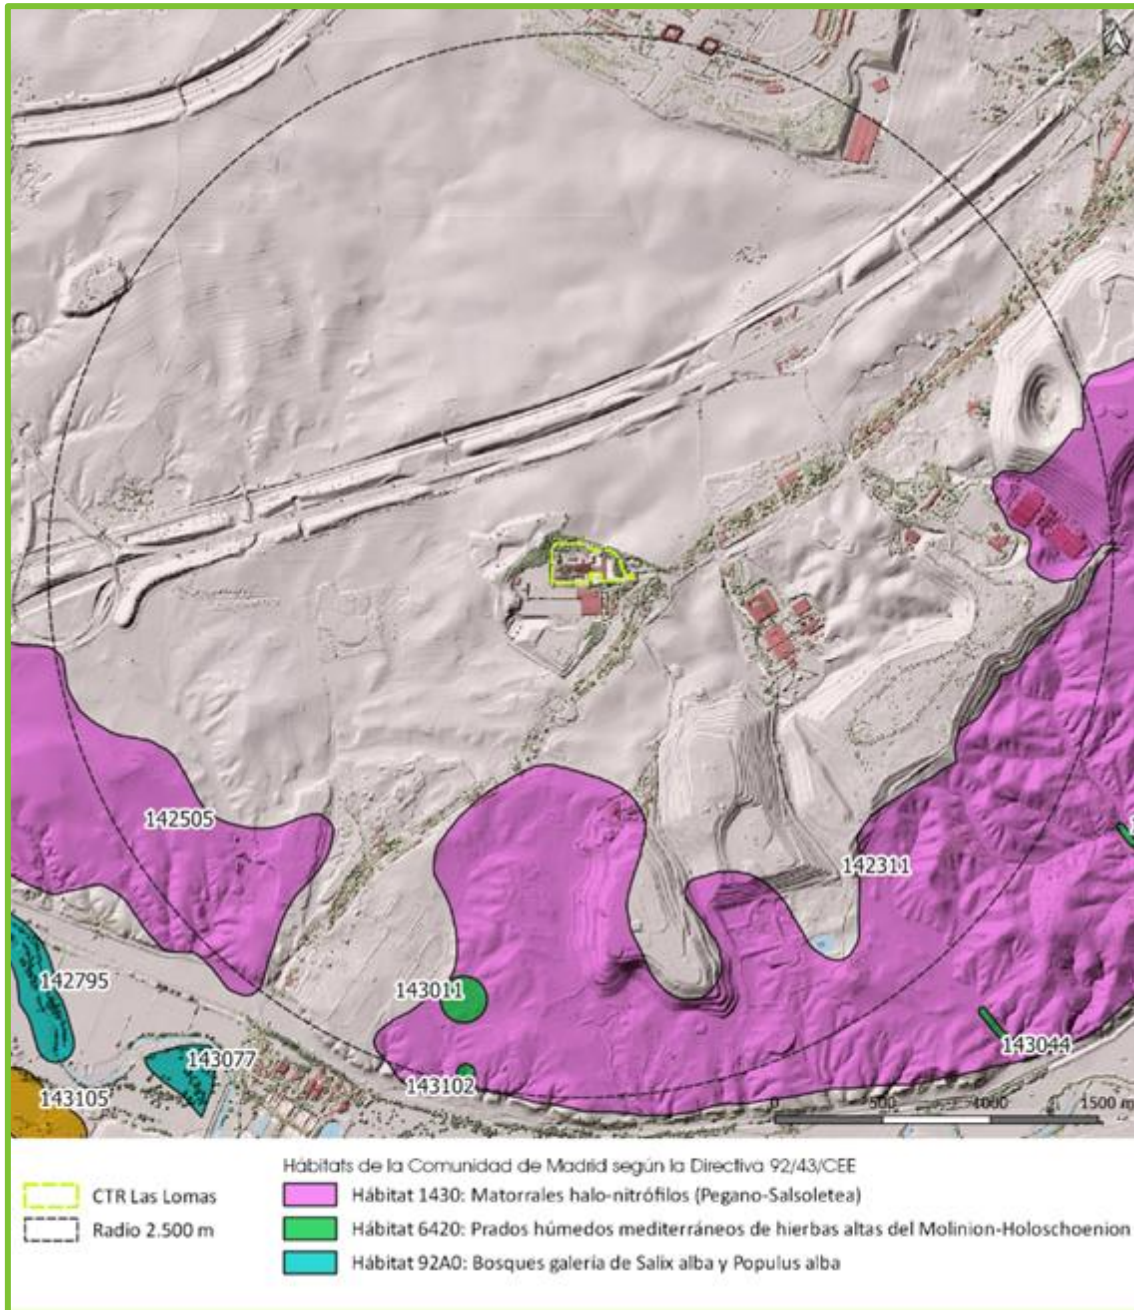 142505
142311
142795
143011
143077
143044
143102
143105
0 500 1000 1500 m
Hábitats de la Comunidad de Madrid según la Directiva 92/43/CEE
CTR Las Lomas
Hábitat 1430: Matorrales halo-nitrófilos (Pegano-Salsoletea)
Radio 2.500 m
Hábitat 6420: Prados húmedos mediterráneos de hierbas altas del Molinion-Holoschoenion
Hábitat 92A0: Bosques galería de Salix alba y Populus alba